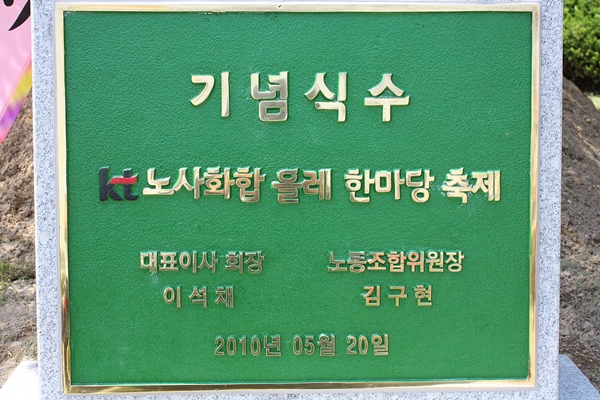 기념식수
kt 노사화합 올레 한마당 축제
대표이사 회장 노동조합위원장
이석채 김구현
2010년 05월 20일